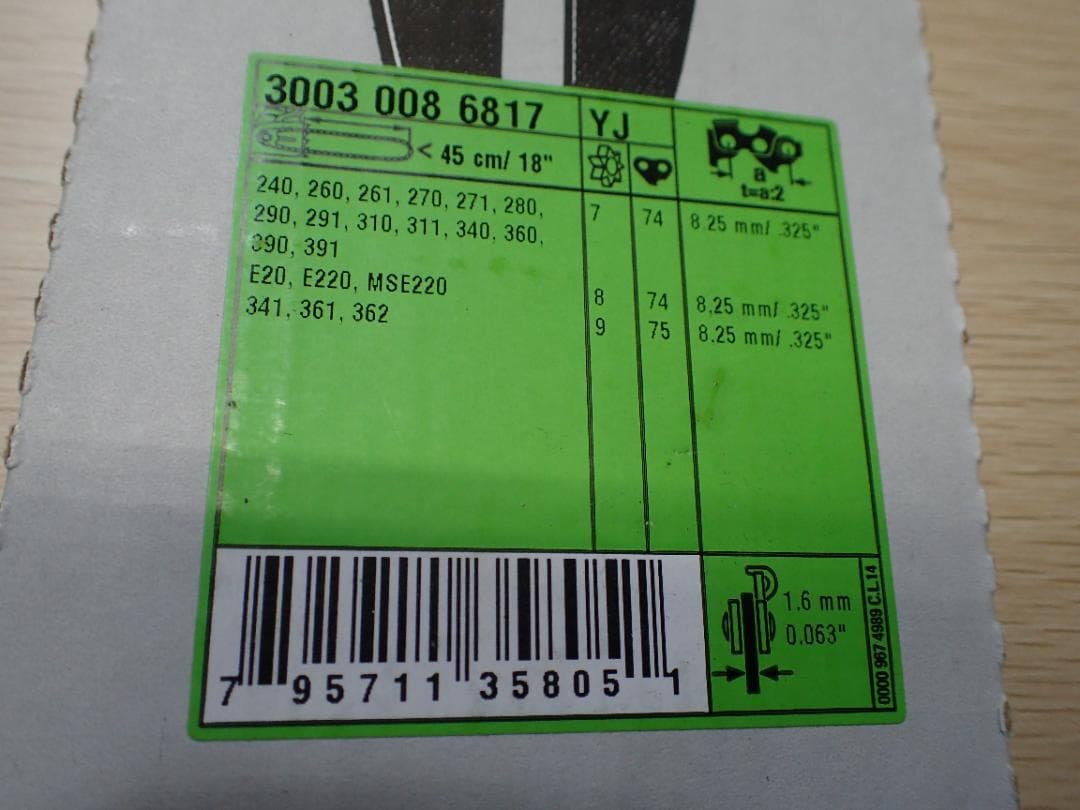 3003 008 6817 YJ
< 45 cm/ 18"
a
t=a:2
240, 260, 261, 270, 271, 280, 7 74 8.25 mm/ .325"
290, 291, 310, 311, 340, 360,
390, 391
E20, E220, MSE220 8 74 8,25 mm/ .325"
341, 361, 362 9 75 8.25 mm/ .325"
1,6 mm
0.063"
0000 967 4989 C.L.14
7 95711 35805 1